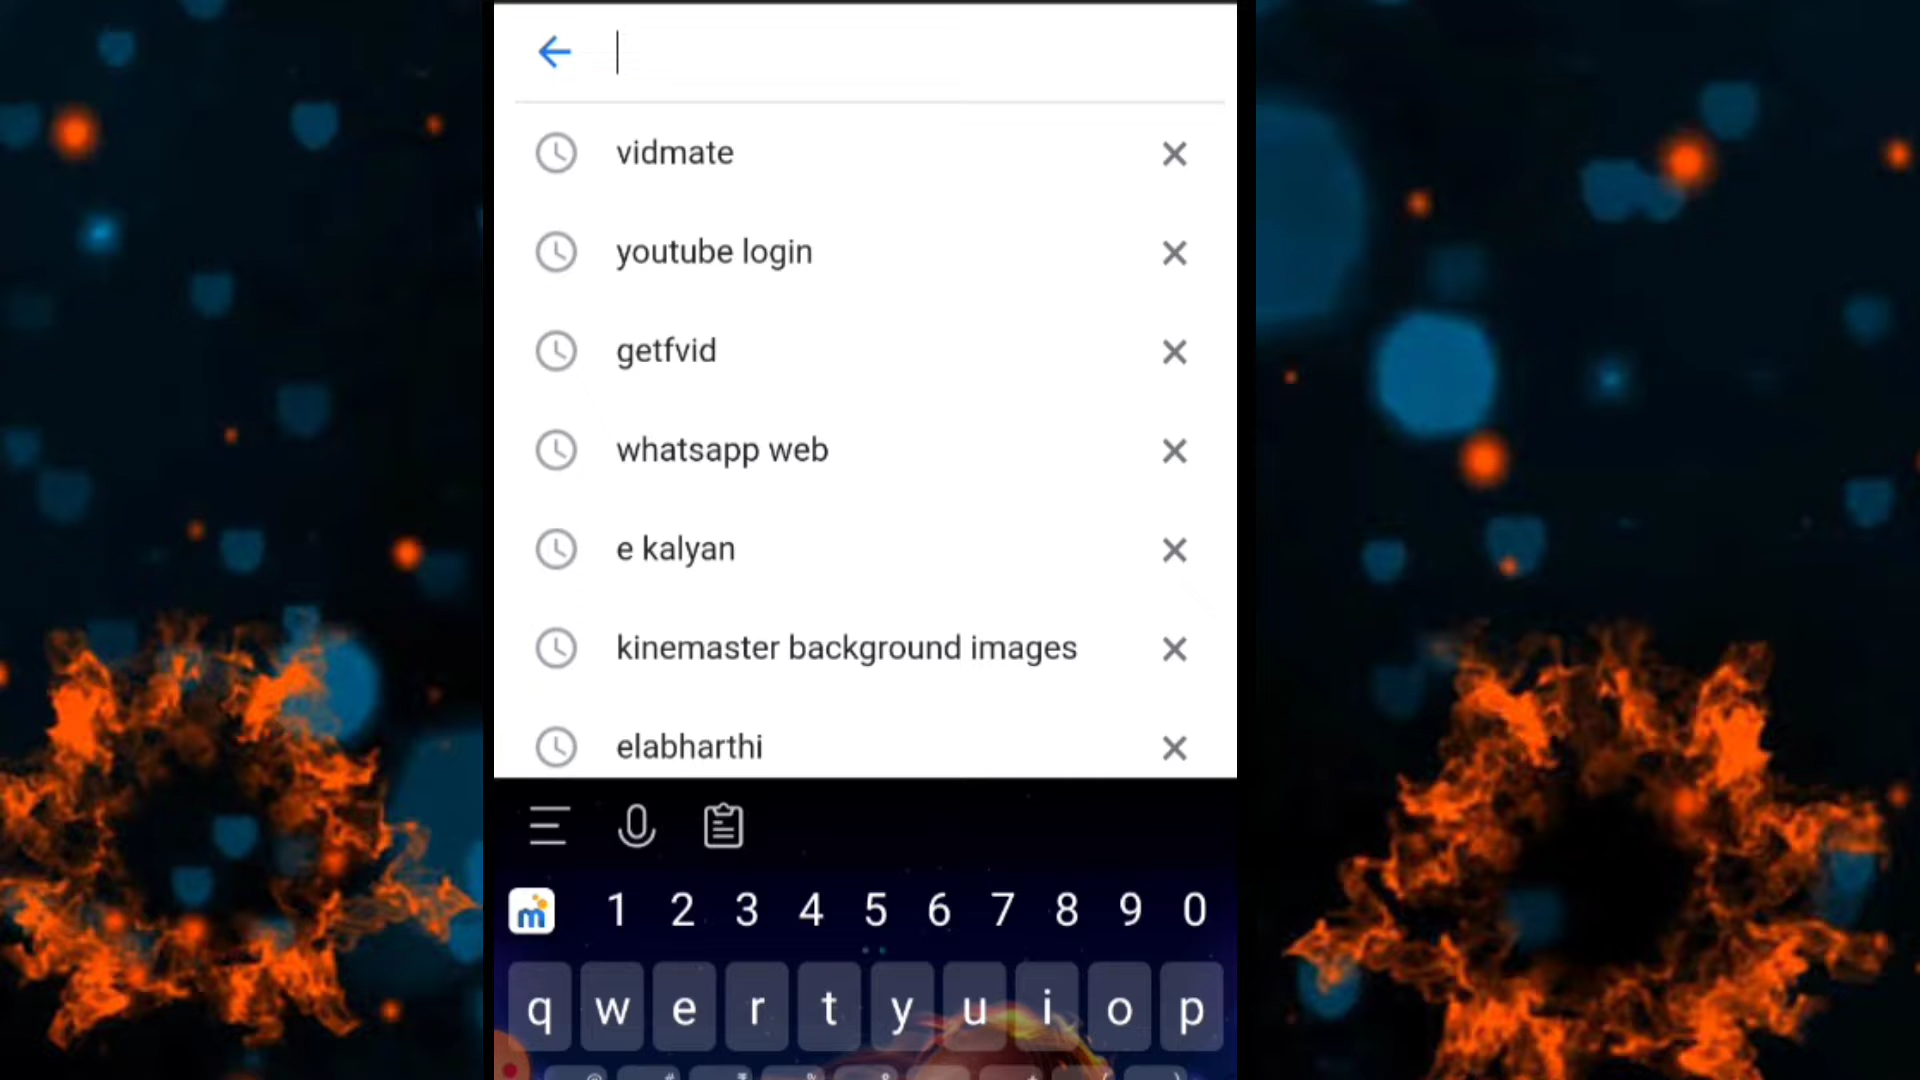 vidmate
youtube login
getfvid
whatsapp web
e kalyan
kinemaster background images
elabharthi
m 1 2 3 4 5 6 7 8 9 0
q w e r t y u i o p